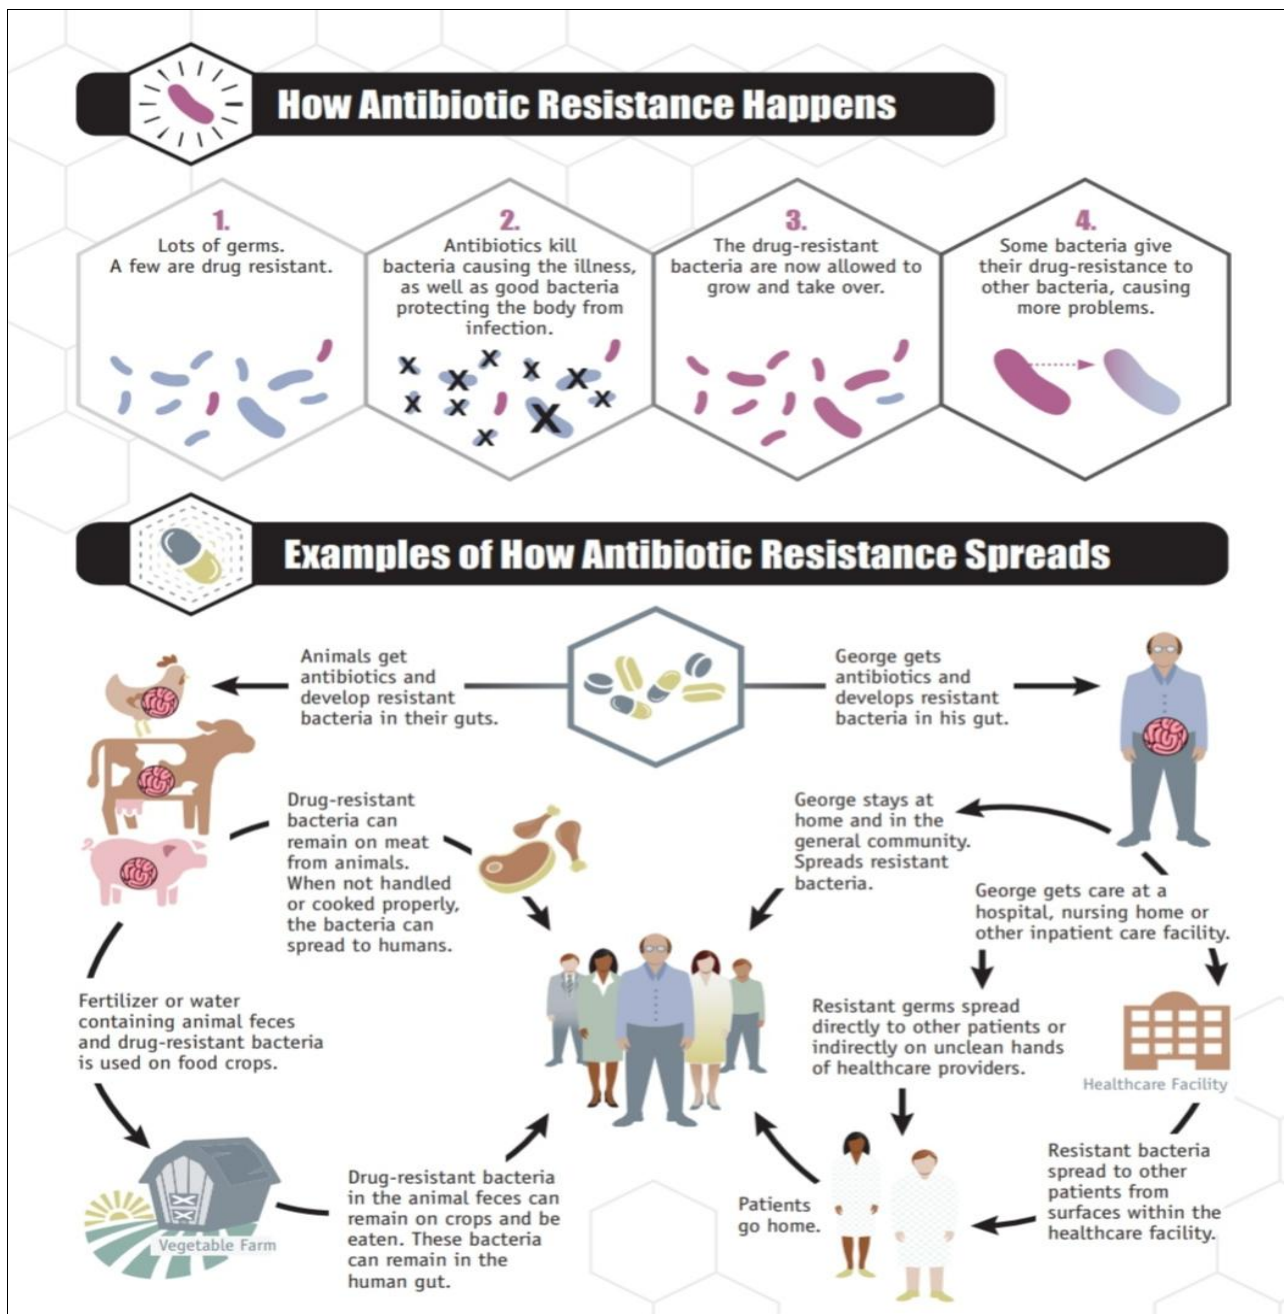 How Antibiotic Resistance Happens
1.
Lots of germs.
A few are drug resistant.
2.
Antibiotics kill
bacteria causing the illness,
as well as good bacteria
protecting the body from
infection.
3.
The drug-resistant
bacteria are now allowed to
grow and take over.
4.
Some bacteria give
their drug-resistance to
other bacteria, causing
more problems.
X
X
X
X
X
X
X
X
X
X
Examples of How Antibiotic Resistance Spreads
Animals get
antibiotics and
develop resistant
bacteria in their guts.
George gets
antibiotics and
develops resistant
bacteria in his gut.
Drug-resistant
bacteria can
remain on meat
from animals.
When not handled
or cooked properly,
the bacteria can
spread to humans.
George stays at
home and in the
general community.
Spreads resistant
bacteria.
George gets care at a
hospital, nursing home or
other inpatient care facility.
Fertilizer or water
containing animal feces
and drug-resistant bacteria
is used on food crops.
Resistant germs spread
directly to other patients or
indirectly on unclean hands
of healthcare providers.
Healthcare Facility
Vegetable Farm
Drug-resistant bacteria
in the animal feces can
remain on crops and be
eaten. These bacteria
can remain in the
human gut.
Patients
go home.
Resistant bacteria
spread to other
patients from
surfaces within the
healthcare facility.